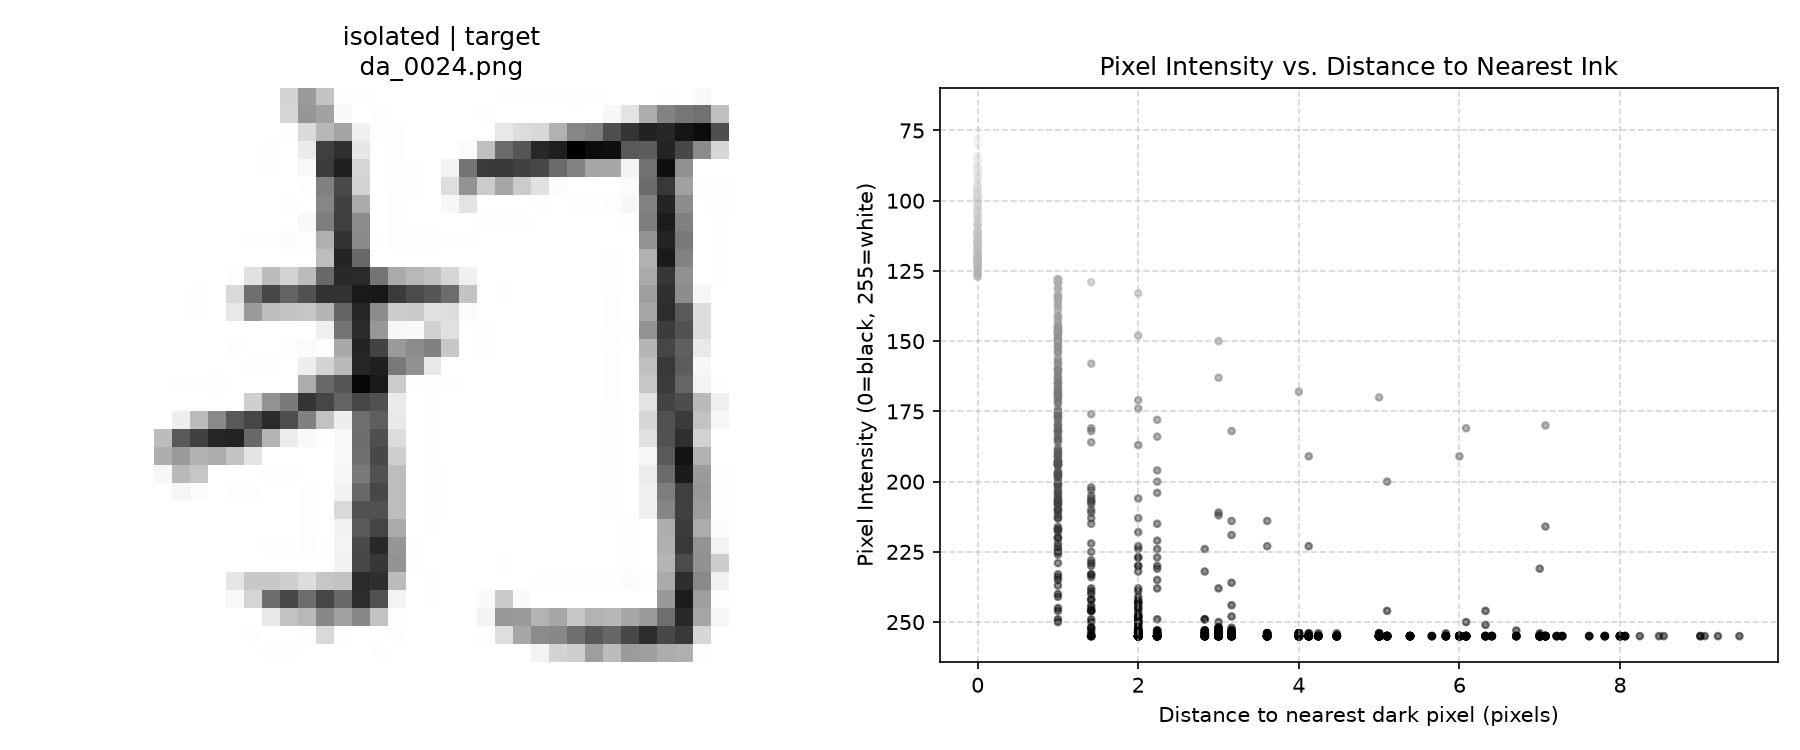 isolated | target
da_0024.png
打
Pixel Intensity vs. Distance to Nearest Ink
Pixel Intensity (0=black, 255=white)
75
100
125
150
175
200
225
250
0 2 4 6 8
Distance to nearest dark pixel (pixels)